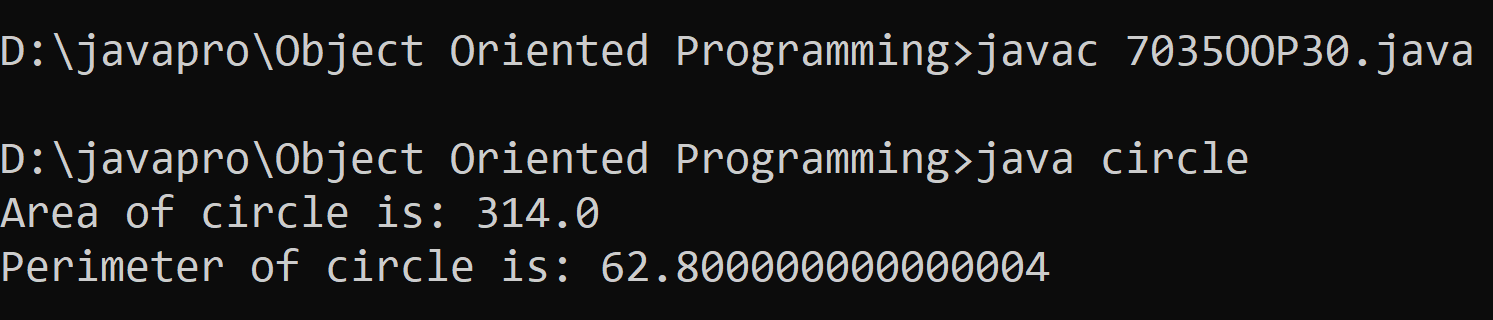 D:\javapro\Object Oriented Programming>javac 7035OOP30.java
D:\javapro\Object Oriented Programming>java circle
Area of circle is: 314.0
Perimeter of circle is: 62.800000000000004